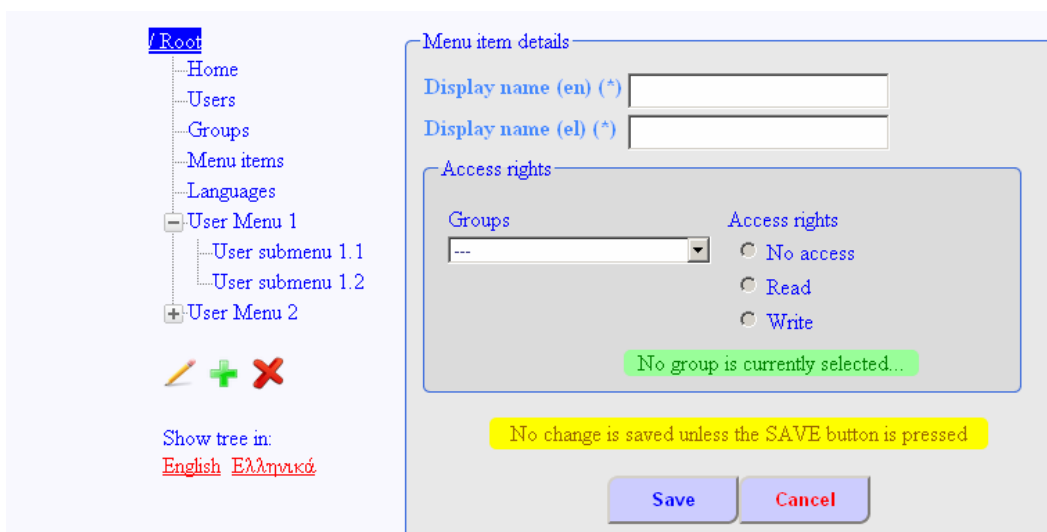 / Root
Home
Users
Groups
Menu items
Languages
User Menu 1
User submenu 1.1
User submenu 1.2
User Menu 2
Show tree in:
English Ελληνικά
Menu item details
Display name (en) (*)
Display name (el) (*)
Access rights
Groups
---
Access rights
No access
Read
Write
No group is currently selected...
No change is saved unless the SAVE button is pressed
Save Cancel